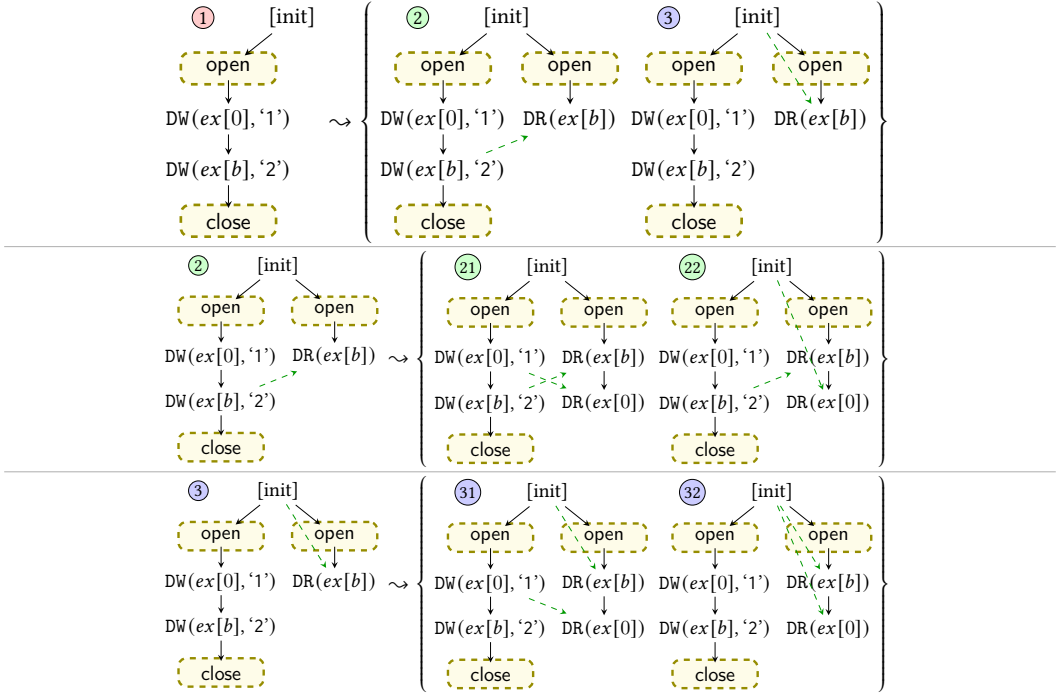 1 [init] 2 [init] 3 [init]
open open open open open
DW(ex[0], ‘1’) ⤳ DW(ex[0], ‘1’) DR(ex[b]) DW(ex[0], ‘1’) DR(ex[b])
DW(ex[b], ‘2’) DW(ex[b], ‘2’) DW(ex[b], ‘2’)
close close close
2 [init] 21 [init] 22 [init]
open open open open open open
DW(ex[0], ‘1’) DR(ex[b]) ⤳ DW(ex[0], ‘1’) DR(ex[b]) DW(ex[0], ‘1’) DR(ex[b])
DW(ex[b], ‘2’) DW(ex[b], ‘2’) DR(ex[0]) DW(ex[b], ‘2’) DR(ex[0])
close close close
3 [init] 31 [init] 32 [init]
open open open open open open
DW(ex[0], ‘1’) DR(ex[b]) ⤳ DW(ex[0], ‘1’) DR(ex[b]) DW(ex[0], ‘1’) DR(ex[b])
DW(ex[b], ‘2’) DW(ex[b], ‘2’) DR(ex[0]) DW(ex[b], ‘2’) DR(ex[0])
close close close